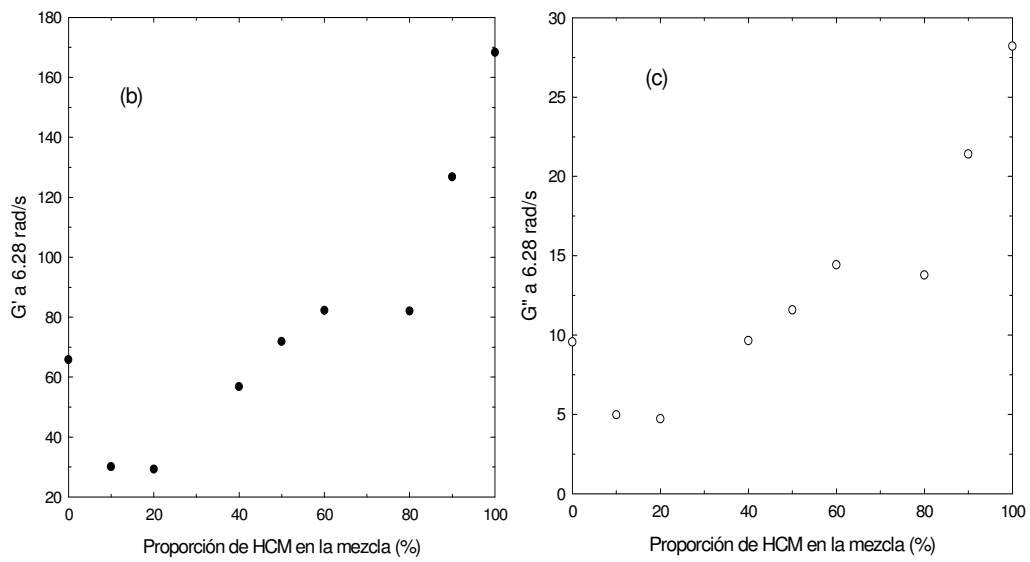 180
160
140
120
100
80
60
40
20
G' a 6.28 rad/s
(b)
0 20 40 60 80 100
Proporción de HCM en la mezcla (%)
30
25
20
15
10
5
0
G'' a 6.28 rad/s
(c)
0 20 40 60 80 100
Proporción de HCM en la mezcla (%)